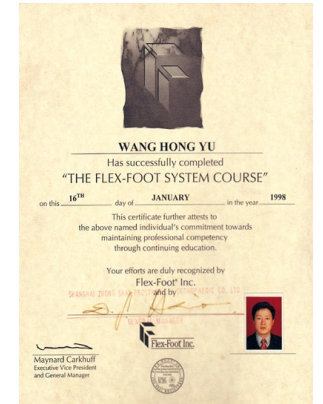 WANG HONG YU
Has successfully completed
“THE FLEX-FOOT SYSTEM COURSE”
on this 16TH day of JANUARY in the year 1998
This certificate further attests to
the above named individual's commitment towards
maintaining professional competency
through continuing education.
Your efforts are duly recognized by
Flex-Foot® Inc.
and by
Flex-Foot Inc.
Maynard Carkhuff
Executive Vice President
and General Manager